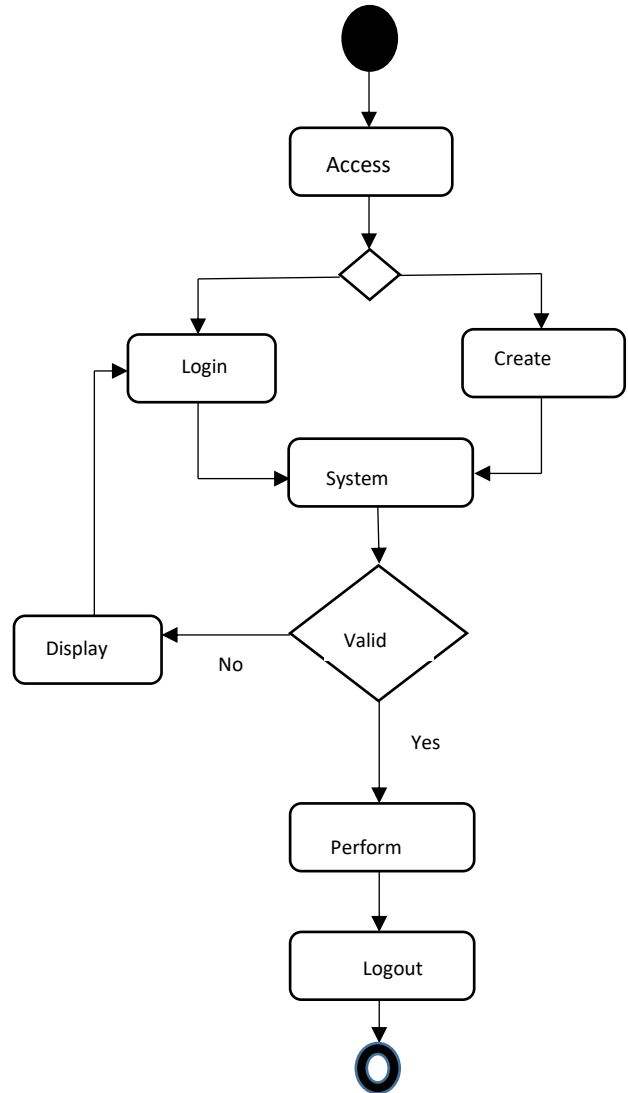 Access
Login
Create
System
Valid
Display
No
Yes
Perform
Logout